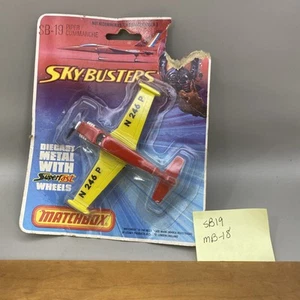 SB-19 PIPER
COMMANCHE
SKYBUSTERS
N 246 P
DIECAST
METAL
WITH
SUPERFAST
WHEELS
N 246 P
MATCHBOX
SB19
MB-18